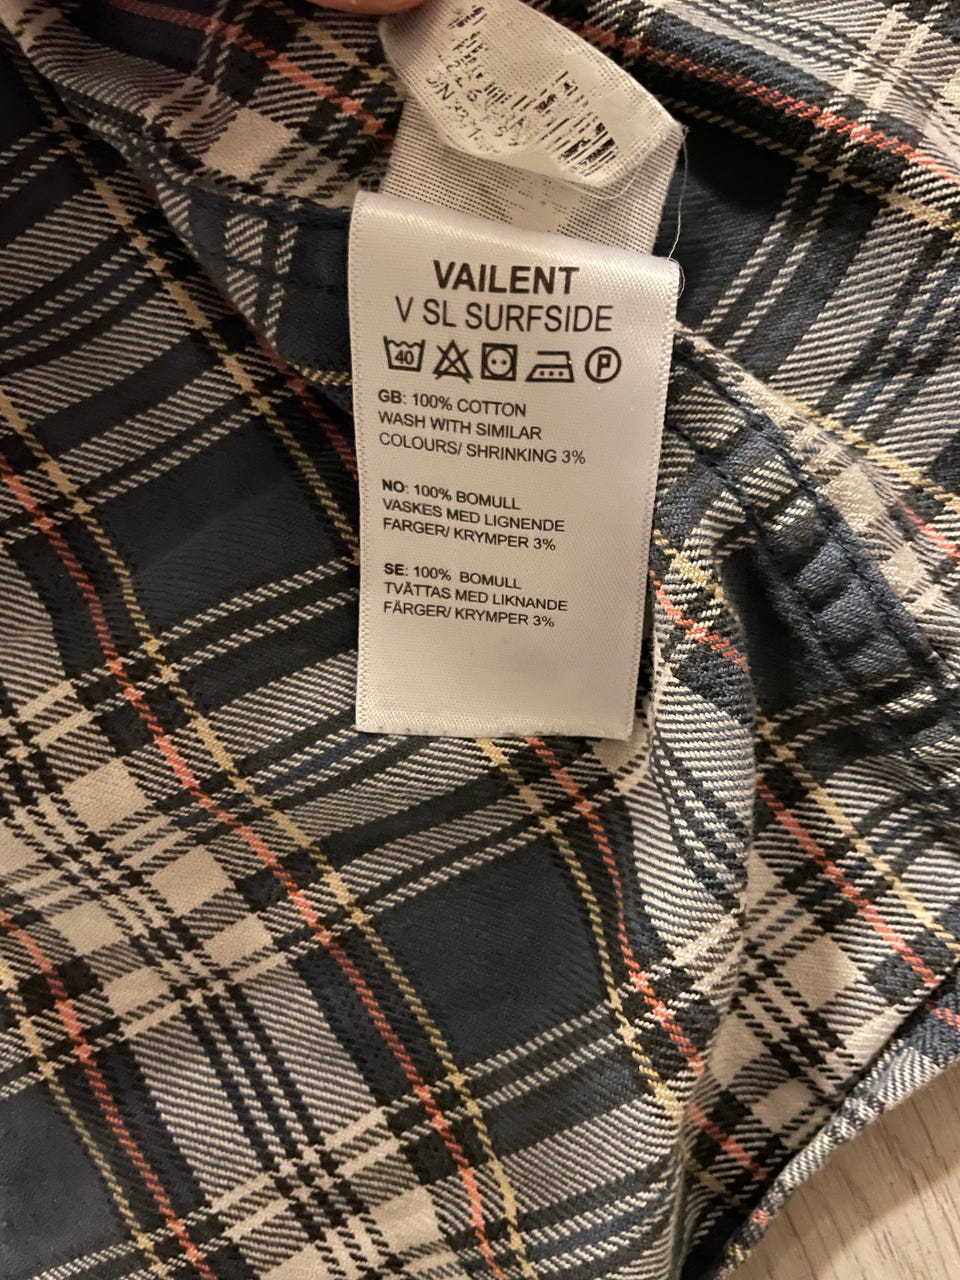 VAILENT
V SL SURFSIDE
40 P
GB: 100% COTTON
WASH WITH SIMILAR
COLOURS/ SHRINKING 3%
NO: 100% BOMULL
VASKES MED LIGNENDE
FARGER/ KRYMPER 3%
SE: 100% BOMULL
TVÄTTAS MED LIKNANDE
FÄRGER/ KRYMPER 3%